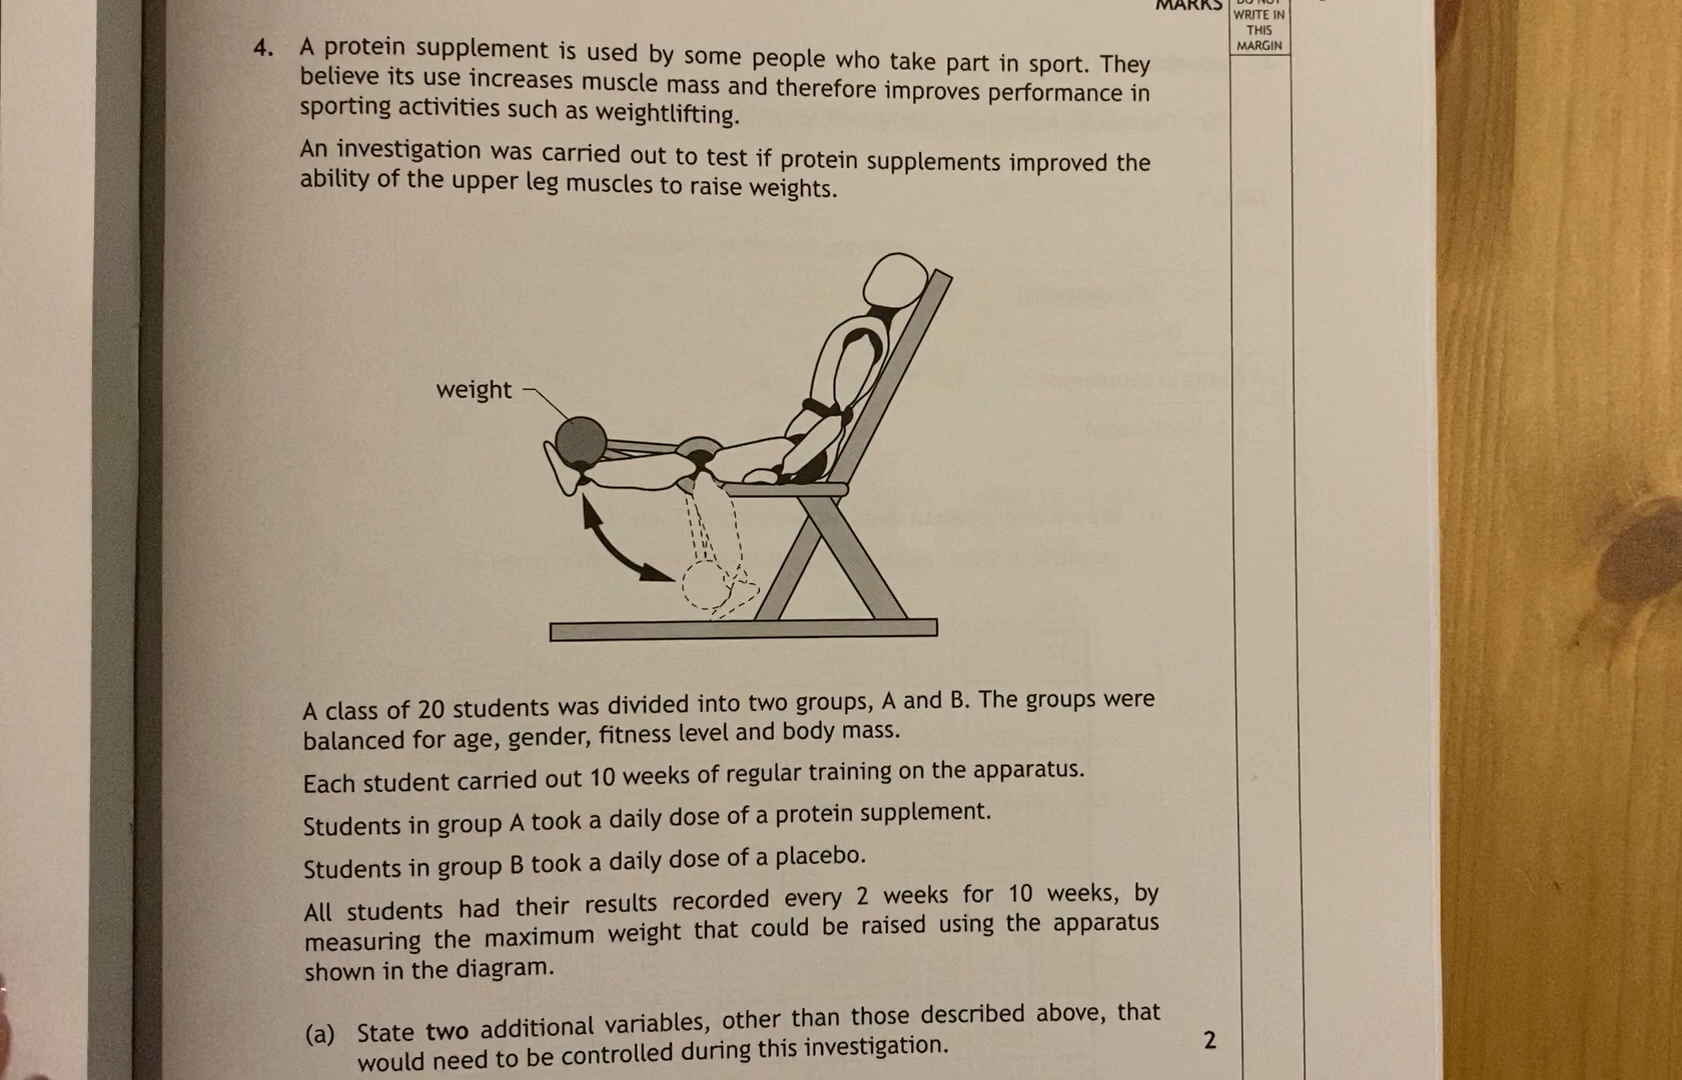 MARKS
DO NOT
WRITE IN
THIS
MARGIN
4. A protein supplement is used by some people who take part in sport. They
believe its use increases muscle mass and therefore improves performance in
sporting activities such as weightlifting.
An investigation was carried out to test if protein supplements improved the
ability of the upper leg muscles to raise weights.
weight
A class of 20 students was divided into two groups, A and B. The groups were
balanced for age, gender, fitness level and body mass.
Each student carried out 10 weeks of regular training on the apparatus.
Students in group A took a daily dose of a protein supplement.
Students in group B took a daily dose of a placebo.
All students had their results recorded every 2 weeks for 10 weeks, by
measuring the maximum weight that could be raised using the apparatus
shown in the diagram.
(a) State two additional variables, other than those described above, that
would need to be controlled during this investigation. 2